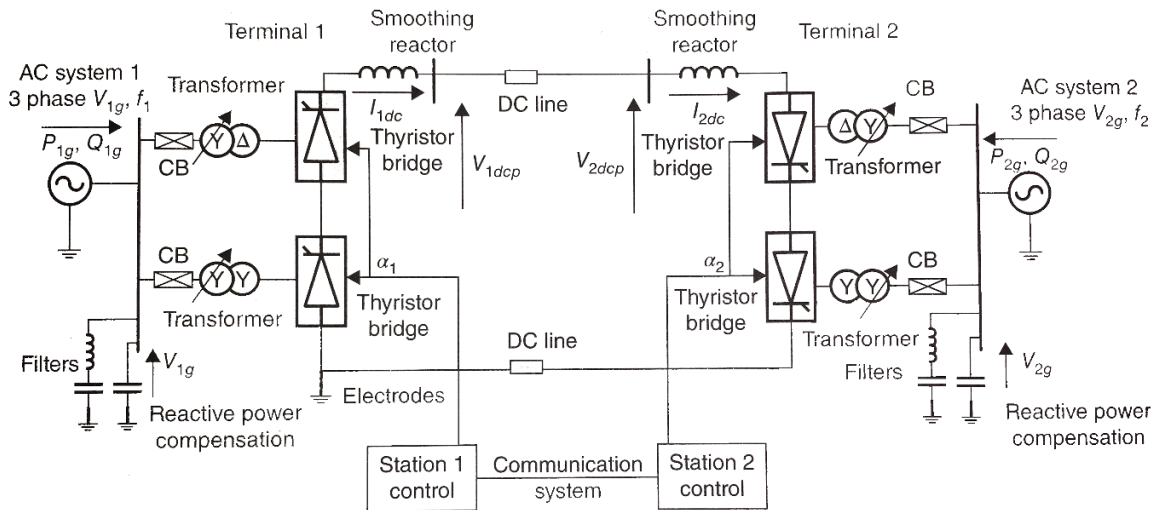 Terminal 1
Smoothing
reactor
Smoothing
reactor
Terminal 2
AC system 1
3 phase V1g, f1
P1g, Q1g
Transformer
CB
Y
Δ
I1dc
Thyristor
bridge
V1dcp
DC line
V2dcp
I2dc
Thyristor
bridge
Δ
Y
Transformer
CB
AC system 2
3 phase V2g, f2
P2g, Q2g
CB
Y
Y
Transformer
α1
Thyristor
bridge
α2
Thyristor
bridge
Y
Y
CB
Transformer
Filters
V1g
Reactive power
compensation
Electrodes
DC line
Filters
V2g
Reactive power
compensation
Station 1
control
Communication
system
Station 2
control